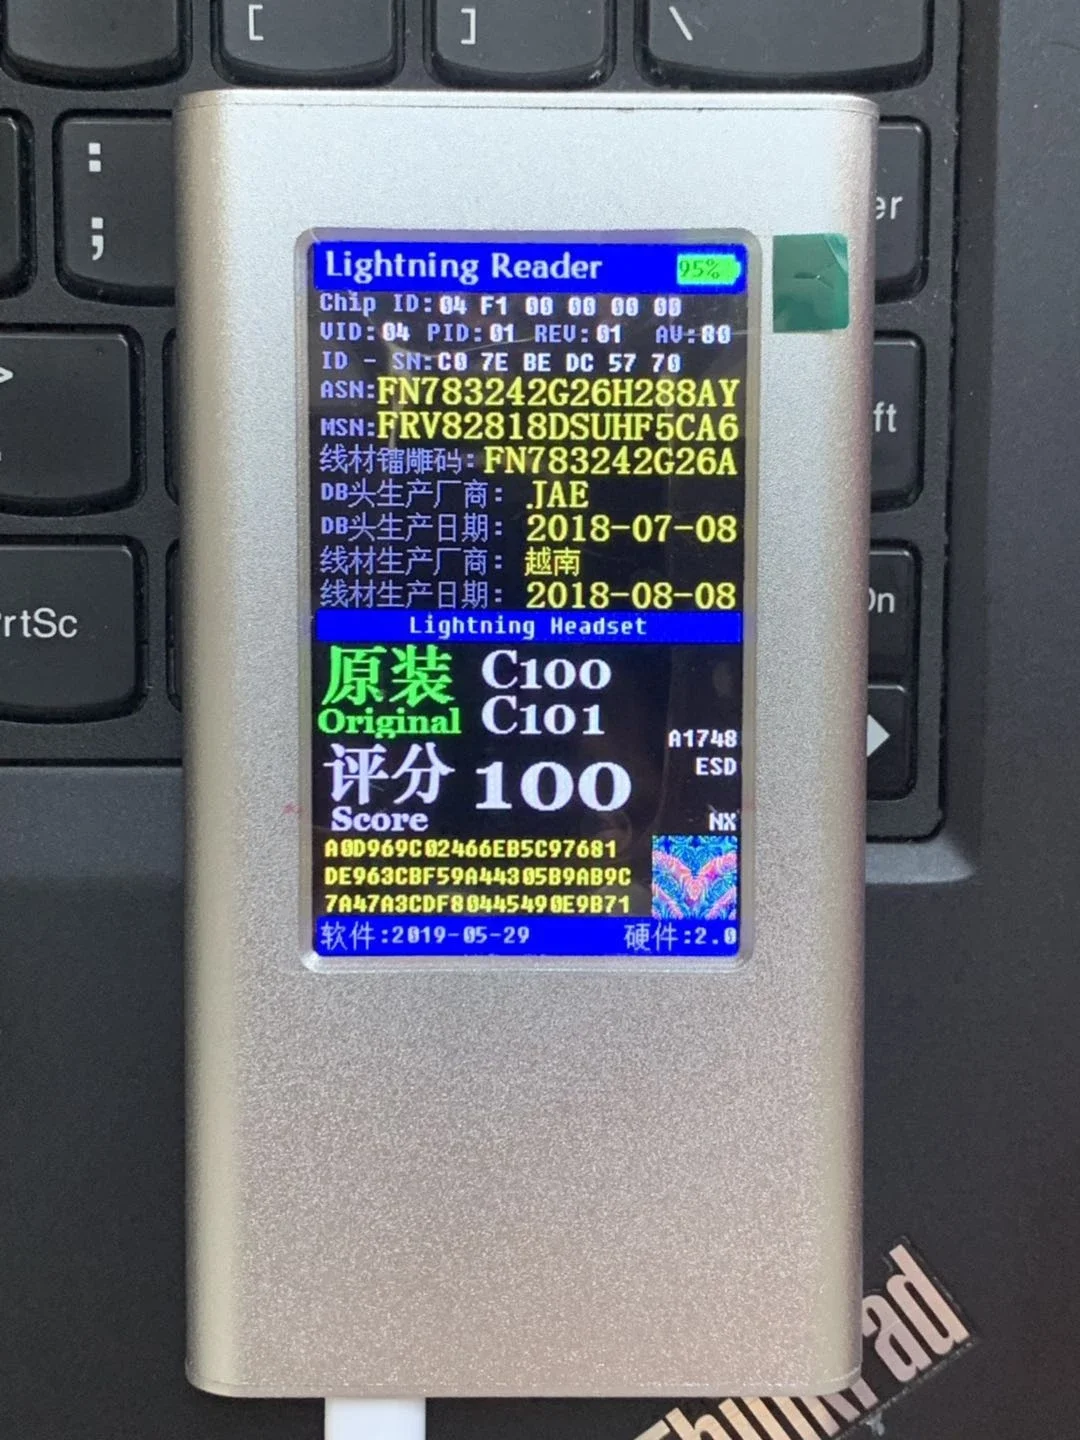 [
]
\
:
;
er
>
ft
PrtSc
On
Lightning Reader
95%
Chip ID:04 F1 00 00 00 00
VID:04 PID:01 REV:01 AV:80
ID - SN:C0 7E BE DC 57 70
ASN:FN783242G26H288AY
MSN:FRV82818DSUHF5CA6
线材镭雕码:FN783242G26A
DB头生产厂商: JAE
DB头生产日期: 2018-07-08
线材生产厂商: 越南
线材生产日期: 2018-08-08
Lightning Headset
原装 C100
Original C101
A1748
ESD
评分 100
Score
NX
A0D969C02466EB5C97681
DE963CBF59A44305B9AB9C
7A47A3CDF80445490E9B71
软件:2019-05-29 硬件:2.0
ThinkPad